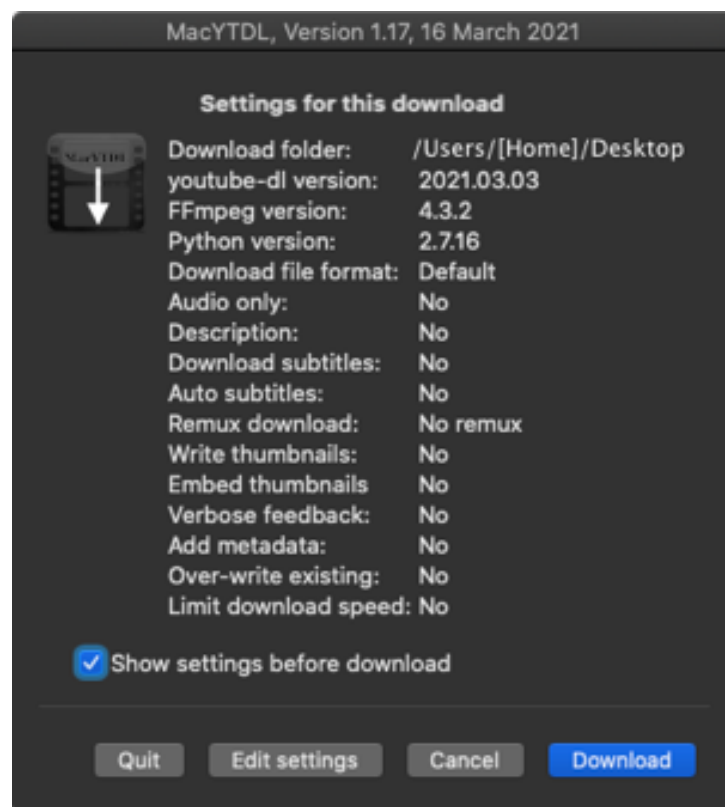 MacYTDL, Version 1.17, 16 March 2021
Settings for this download
MacYTDL
Download folder: /Users/[Home]/Desktop
youtube-dl version: 2021.03.03
FFmpeg version: 4.3.2
Python version: 2.7.16
Download file format: Default
Audio only: No
Description: No
Download subtitles: No
Auto subtitles: No
Remux download: No remux
Write thumbnails: No
Embed thumbnails No
Verbose feedback: No
Add metadata: No
Over-write existing: No
Limit download speed: No
Show settings before download
Quit Edit settings Cancel Download